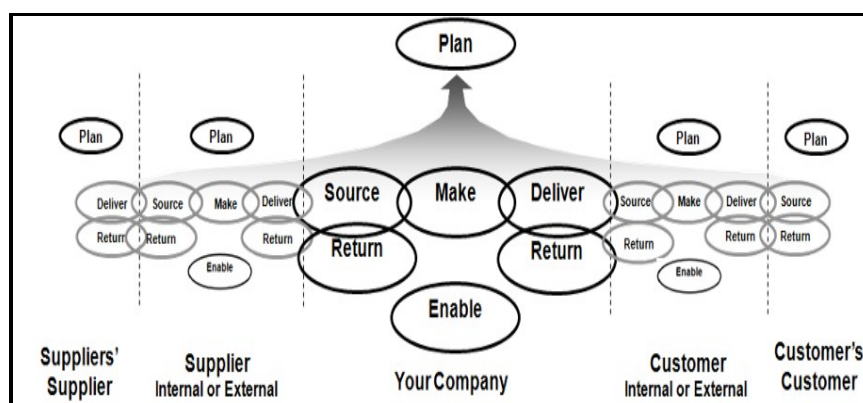 Plan
Plan
Plan
Plan
Plan
Deliver
Source
Make
Deliver
Source
Make
Deliver
Source
Make
Deliver
Source
Return
Return
Return
Return
Return
Return
Return
Return
Enable
Enable
Enable
Suppliers'
Supplier
Supplier
Internal or External
Your Company
Customer
Internal or External
Customer's
Customer